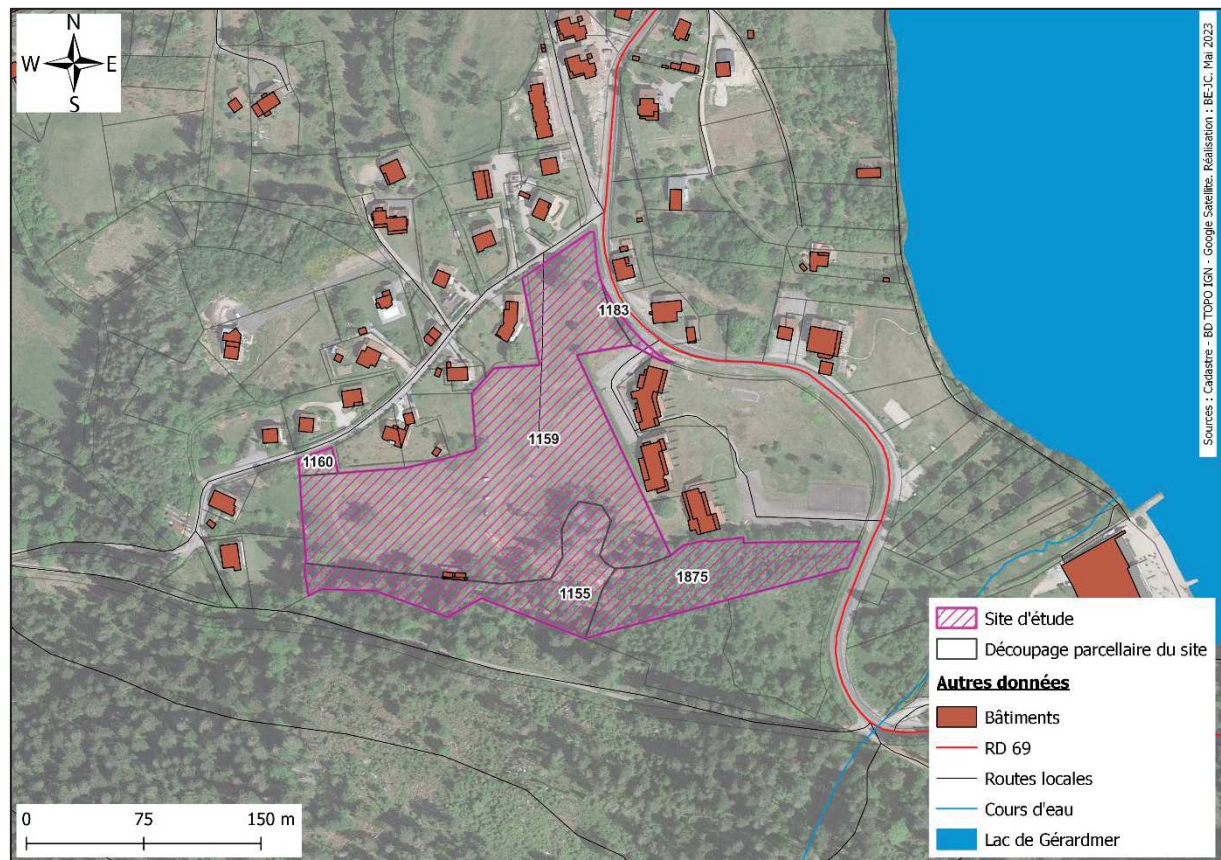 N
W E
S
Sources : Cadastre - BD TOPO IGN - Google Satellite. Réalisation : BE-JC. Mai 2023
1183
1159
1160
1875
1155
Site d'étude
Découpage parcellaire du site
Autres données
Bâtiments
RD 69
Routes locales
Cours d'eau
Lac de Gérardmer
0 75 150 m